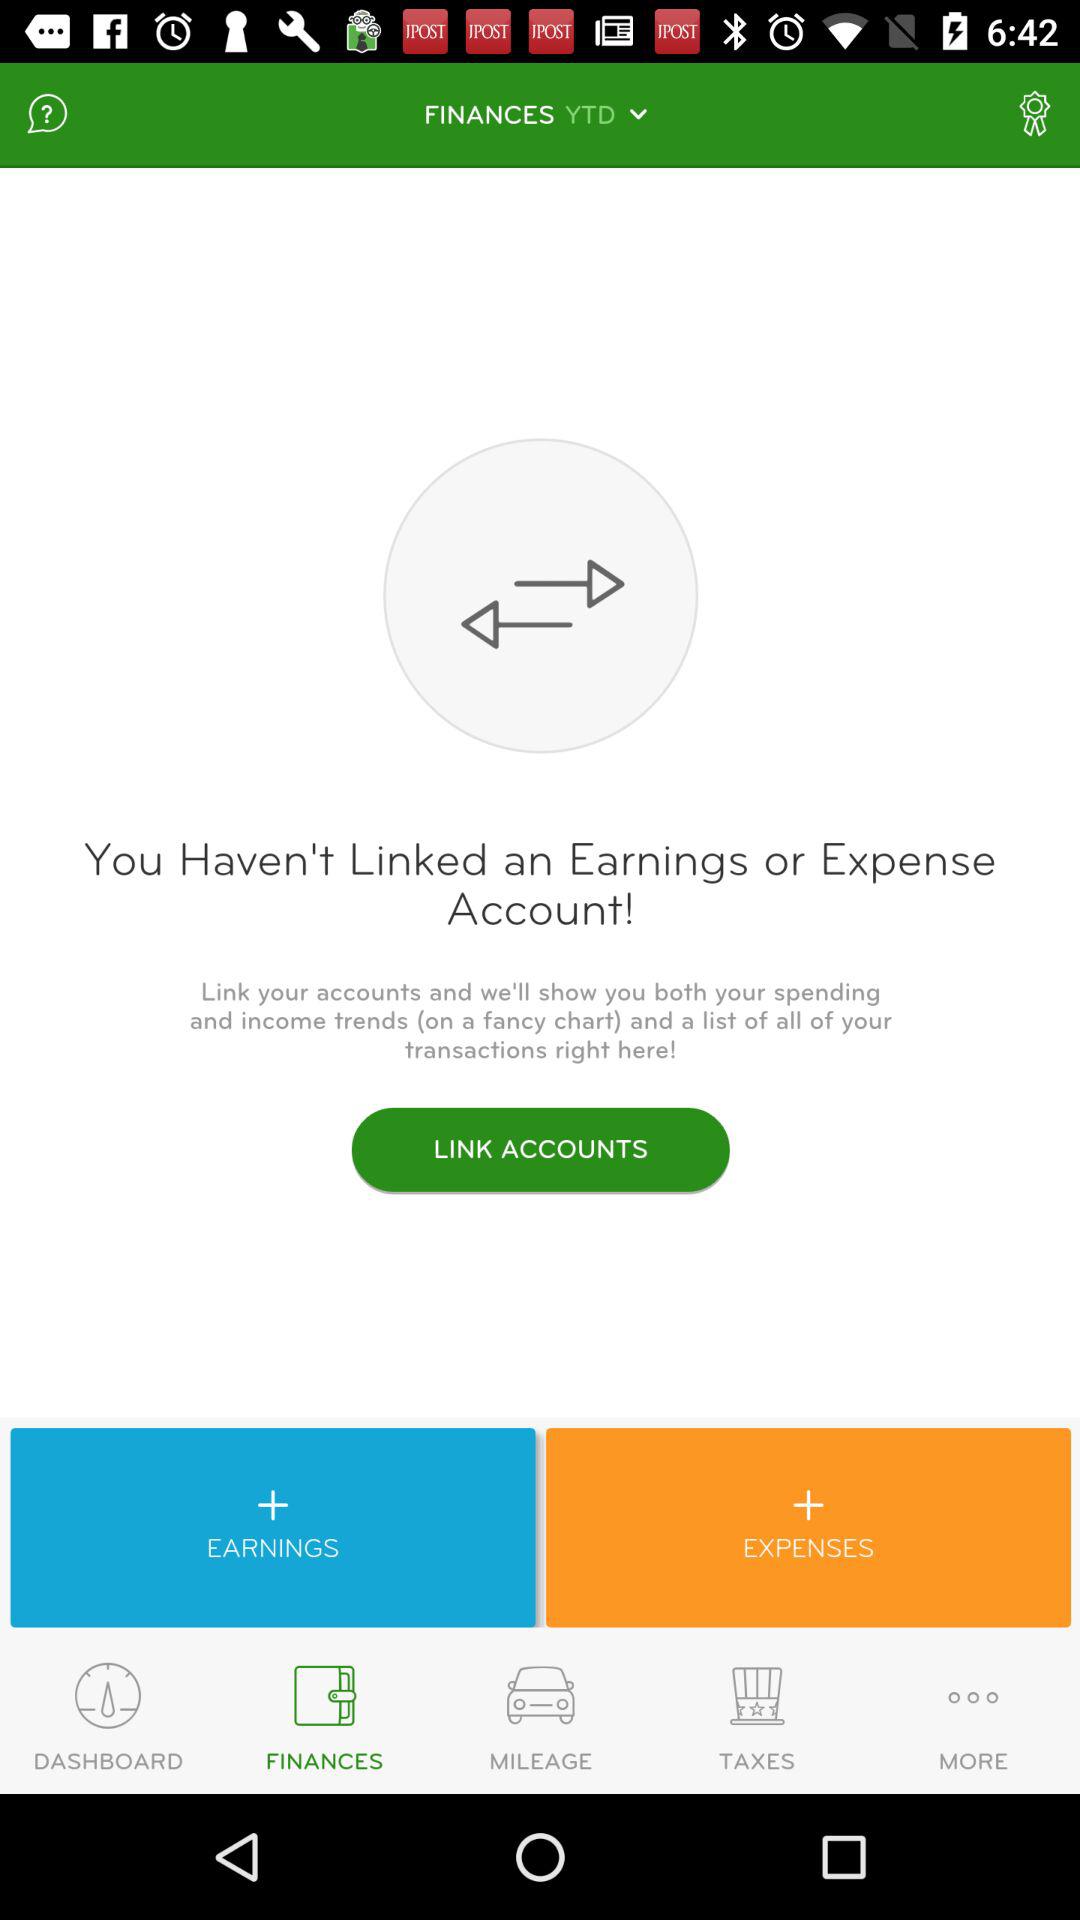 JPOST JPOST JPOST JPOST 6:42
FINANCES YTD
You Haven't Linked an Earnings or Expense
Account!
Link your accounts and we'll show you both your spending
and income trends (on a fancy chart) and a list of all of your
transactions right here!
LINK ACCOUNTS
+ +
EARNINGS EXPENSES
DASHBOARD FINANCES MILEAGE TAXES MORE